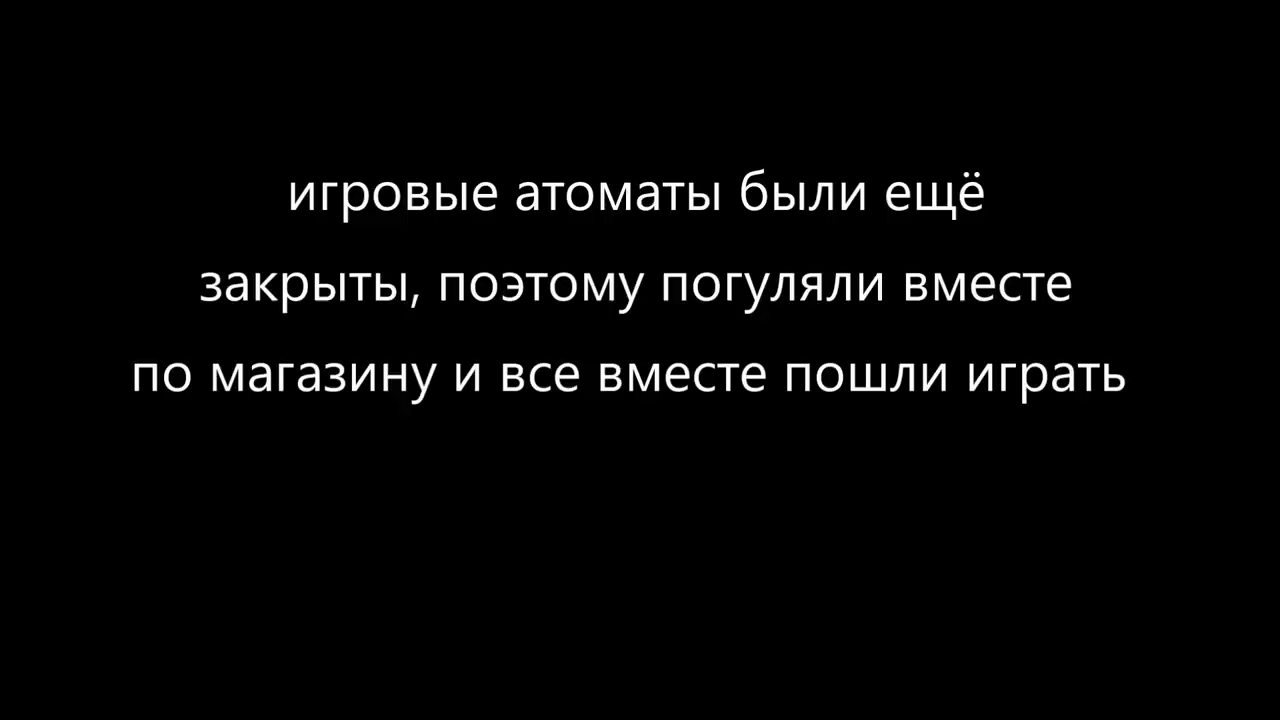 игровые атоматы были ещё
закрыты, поэтому погуляли вместе
по магазину и все вместе пошли играть